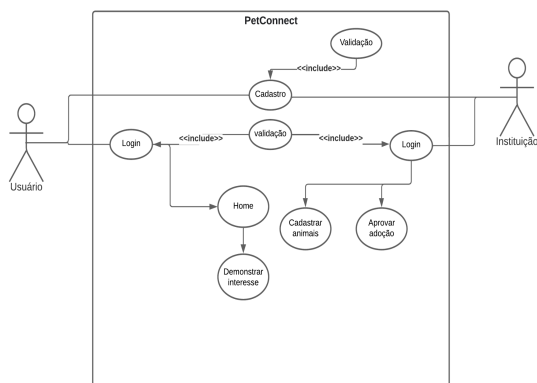 PetConnect
Validação
<<include>>
Cadastro
<<include>>
validação
<<include>>
Login
Login
Usuário
Instituição
Home
Cadastrar
animais
Aprovar
adoção
Demonstrar
interesse